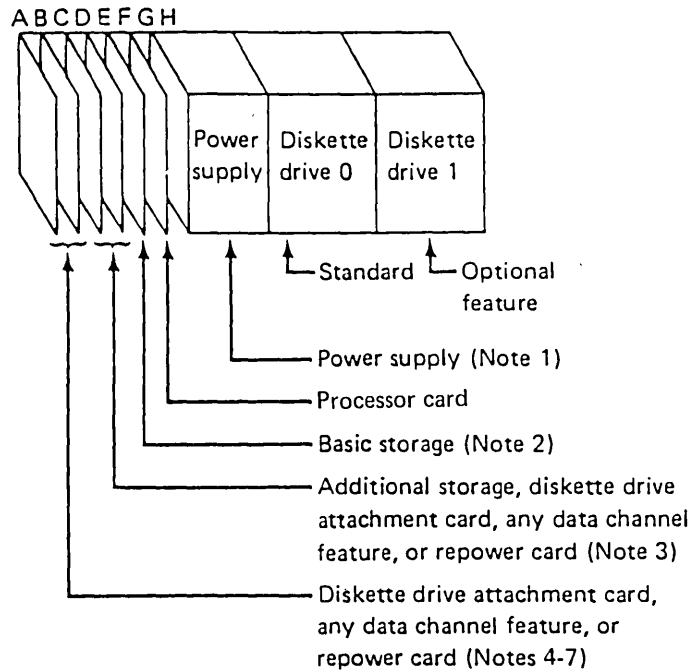 A B C D E F G H
Power supply
Diskette drive 0
Diskette drive 1
Standard
Optional
feature
Power supply (Note 1)
Processor card
Basic storage (Note 2)
Additional storage, diskette drive
attachment card, any data channel
feature, or repower card (Note 3)
Diskette drive attachment card,
any data channel feature, or
repower card (Notes 4-7)